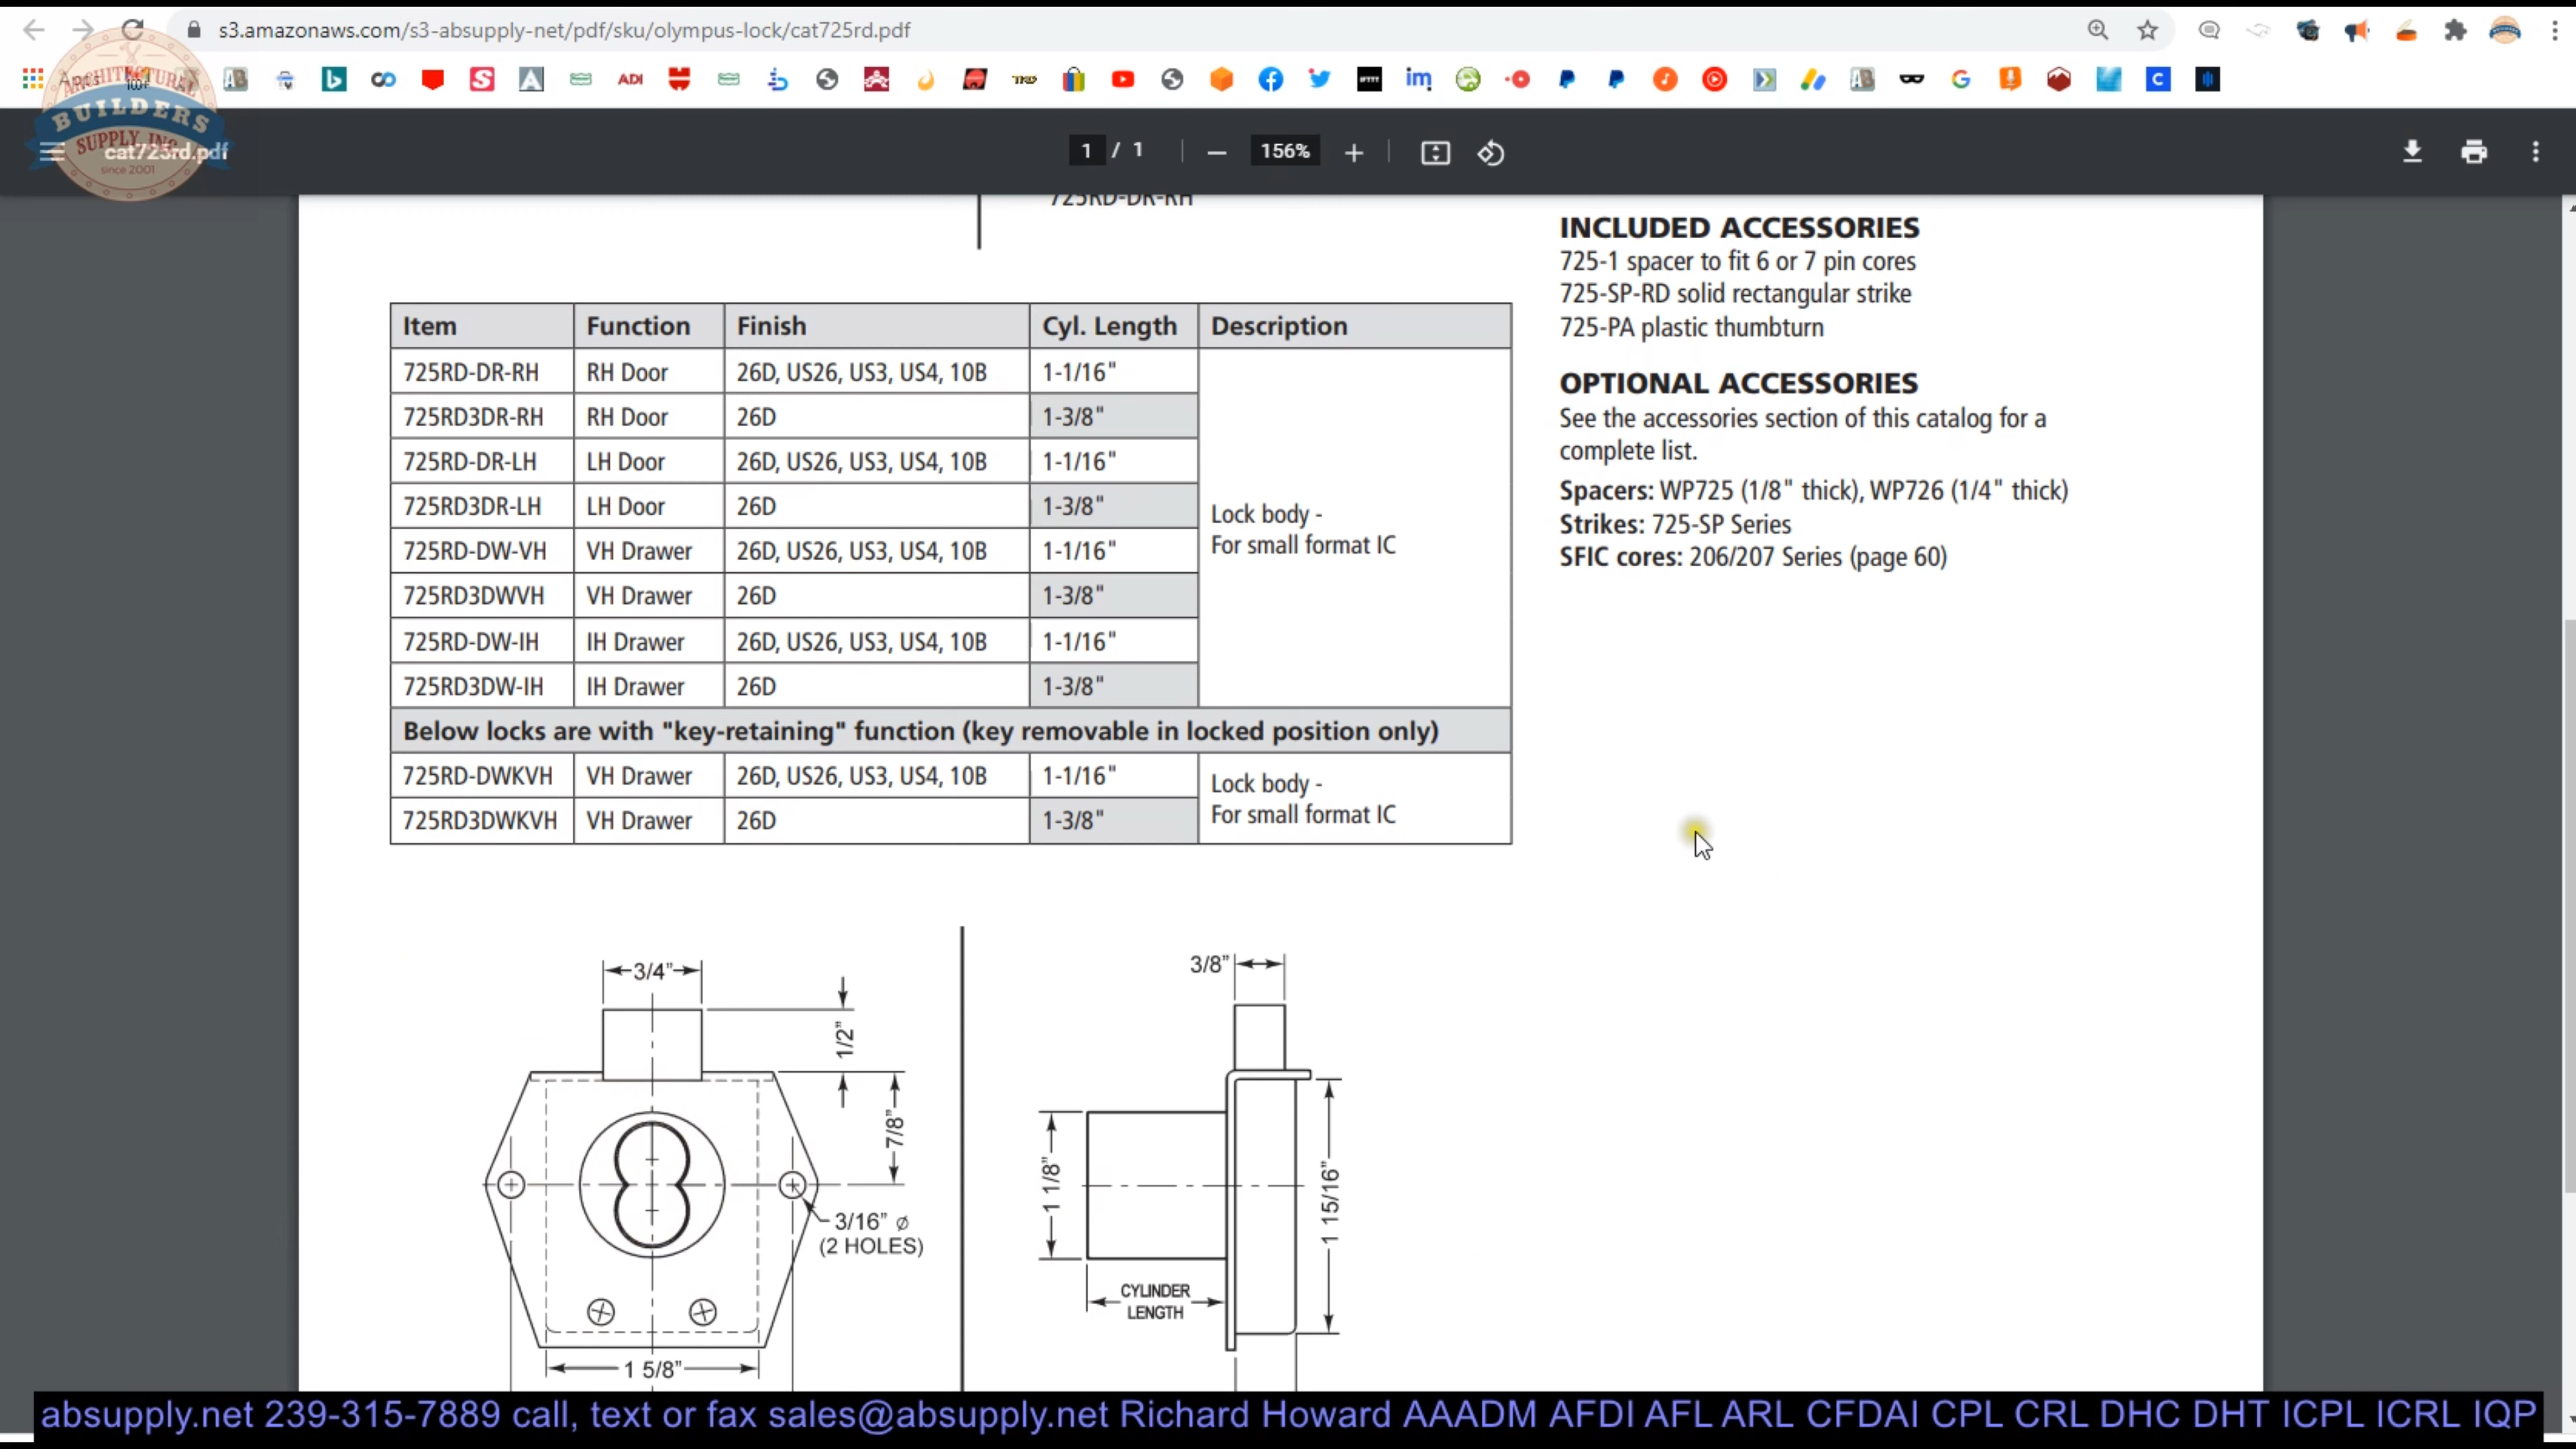 s3.amazonaws.com/s3-absupply-net/pdf/sku/olympus-lock/cat725rd.pdf
BUILDERS
SUPPLY, INC.
since 2001
cat725rd.pdf
1 / 1
156%
725RD-DR-RH
Item Function Finish Cyl. Length Description
725RD-DR-RH RH Door 26D, US26, US3, US4, 10B 1-1/16"
725RD3DR-RH RH Door 26D 1-3/8"
725RD-DR-LH LH Door 26D, US26, US3, US4, 10B 1-1/16"
725RD3DR-LH LH Door 26D 1-3/8"
725RD-DW-VH VH Drawer 26D, US26, US3, US4, 10B 1-1/16"
725RD3DWVH VH Drawer 26D 1-3/8"
725RD-DW-IH IH Drawer 26D, US26, US3, US4, 10B 1-1/16"
725RD3DW-IH IH Drawer 26D 1-3/8"
Lock body -
For small format IC
Below locks are with "key-retaining" function (key removable in locked position only)
725RD-DWKVH VH Drawer 26D, US26, US3, US4, 10B 1-1/16"
725RD3DWKVH VH Drawer 26D 1-3/8"
Lock body -
For small format IC
INCLUDED ACCESSORIES
725-1 spacer to fit 6 or 7 pin cores
725-SP-RD solid rectangular strike
725-PA plastic thumbturn
OPTIONAL ACCESSORIES
See the accessories section of this catalog for a
complete list.
Spacers: WP725 (1/8" thick), WP726 (1/4" thick)
Strikes: 725-SP Series
SFIC cores: 206/207 Series (page 60)
3/4"
1/2"
7/8"
3/16" ø
(2 HOLES)
1 5/8"
3/8"
1 1/8"
1 15/16"
CYLINDER
LENGTH
absupply.net 239-315-7889 call, text or fax sales@absupply.net Richard Howard AAADM AFDI AFL ARL CFDAI CPL CRL DHC DHT ICPL ICRL IQP